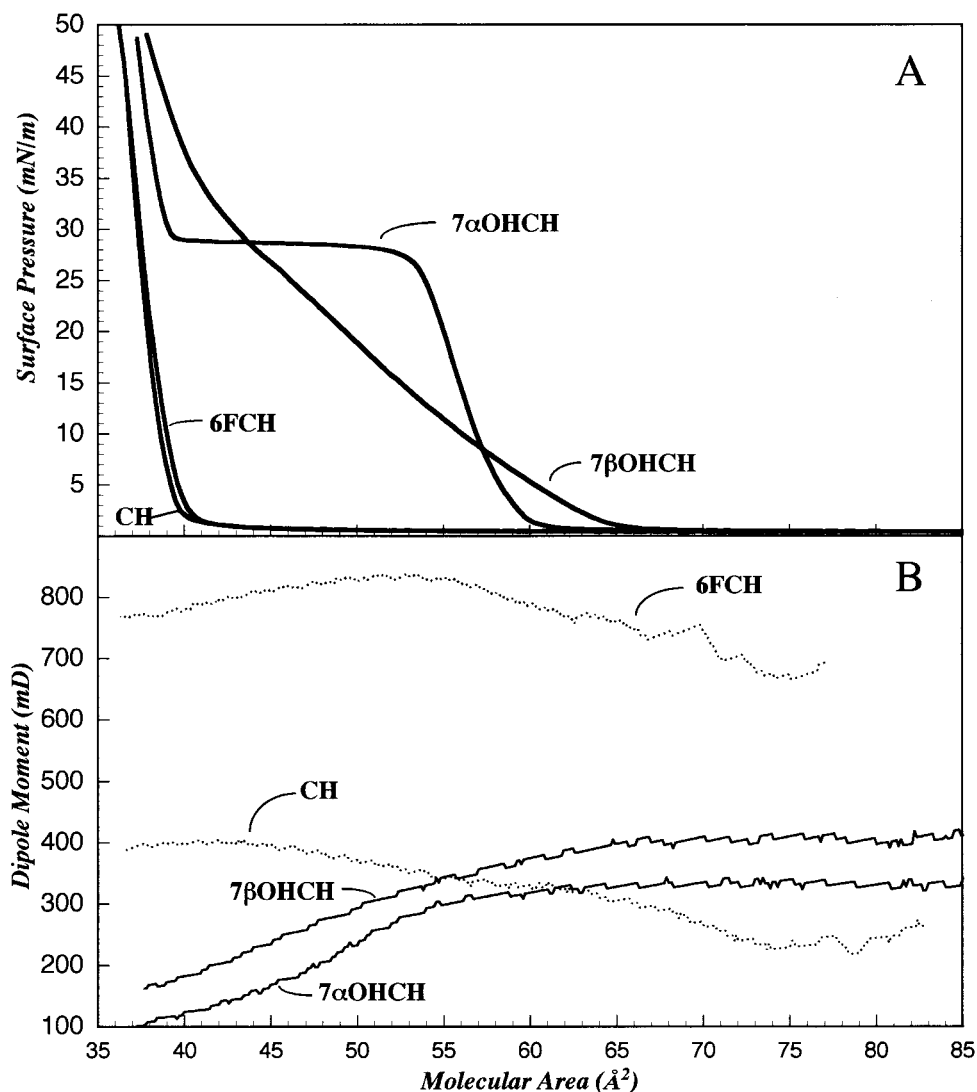 50
45
40
35
30
25
20
15
10
5
Surface Pressure (mN/m)
A
7αOHCH
6FCH
7βOHCH
CH
800
700
600
500
400
300
200
100
Dipole Moment (mD)
B
6FCH
CH
7βOHCH
7αOHCH
35 40 45 50 55 60 65 70 75 80 85
Molecular Area (Å²)